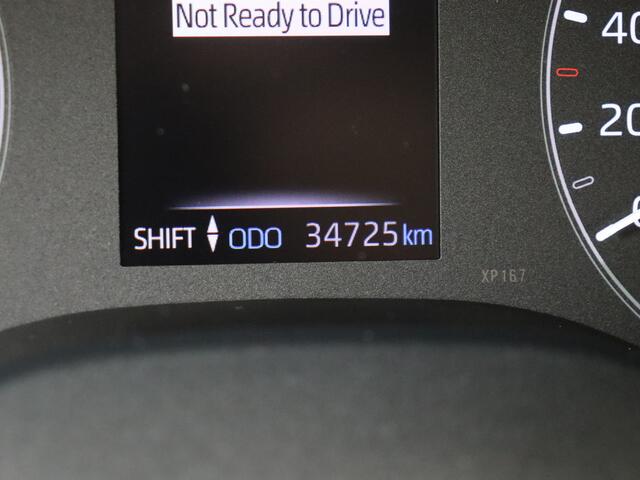 Not Ready to Drive
40
20
SHIFT ODO 34725 km
XP167